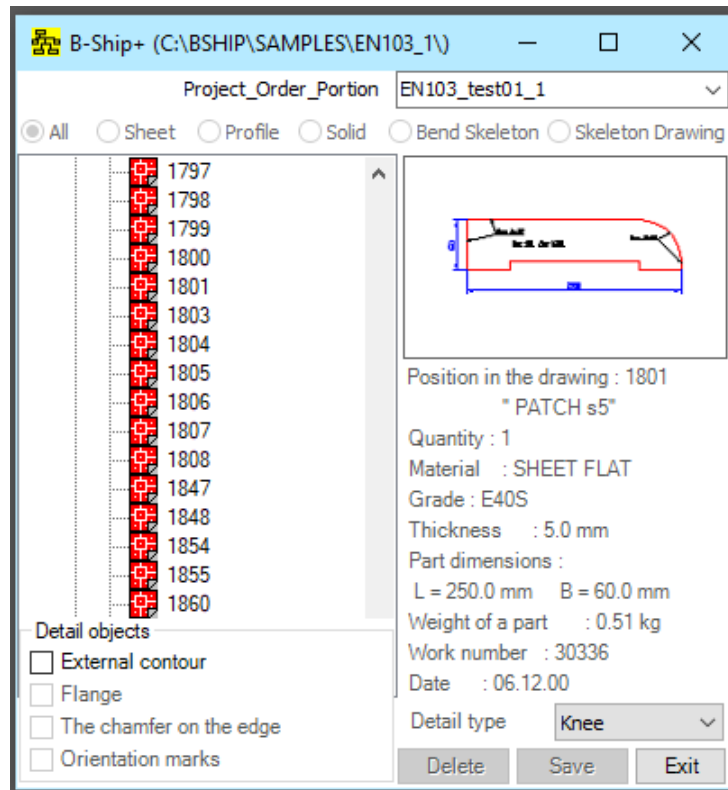 B-Ship+ (C:\BSHIP\SAMPLES\EN103_1\)
Project_Order_Portion EN103_test01_1
All Sheet Profile Solid Bend Skeleton Skeleton Drawing
1797
1798
1799
1800
1801
1803
1804
1805
1806
1807
1808
1847
1848
1854
1855
1860
Position in the drawing : 1801
" PATCH s5"
Quantity : 1
Material : SHEET FLAT
Grade : E40S
Thickness : 5.0 mm
Part dimensions :
L = 250.0 mm B = 60.0 mm
Weight of a part : 0.51 kg
Work number : 30336
Date : 06.12.00
Detail objects
External contour
Flange
The chamfer on the edge
Orientation marks
Detail type Knee
Delete Save Exit